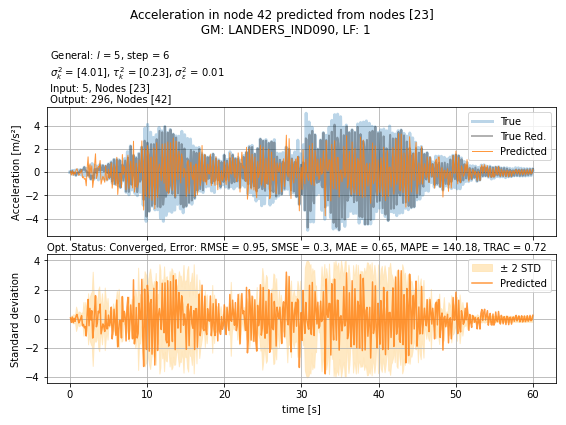 Acceleration in node 42 predicted from nodes [23]
GM: LANDERS_IND090, LF: 1
General: l = 5, step = 6
σ²ₖ = [4.01], τ²ₖ = [0.23], σ²ε = 0.01
Input: 5, Nodes [23]
Output: 296, Nodes [42]
Acceleration [m/s²]
4
2
0
−2
−4
True
True Red.
Predicted
Opt. Status: Converged, Error: RMSE = 0.95, SMSE = 0.3, MAE = 0.65, MAPE = 140.18, TRAC = 0.72
Standard deviation
4
2
0
−2
−4
± 2 STD
Predicted
0 10 20 30 40 50 60
time [s]